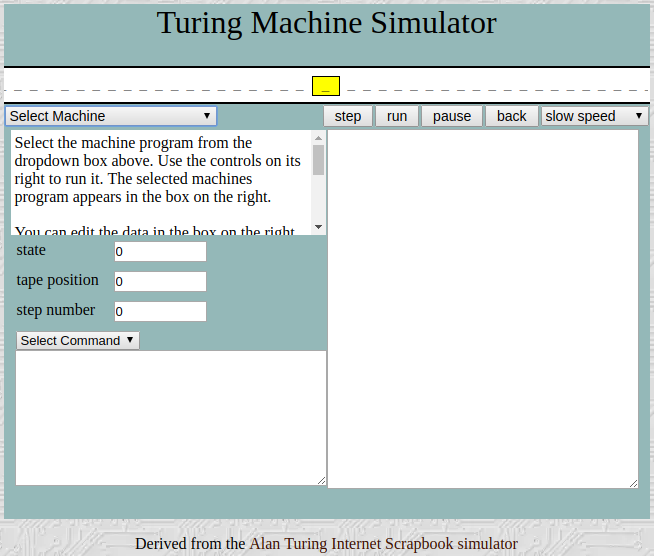 Turing Machine Simulator
_ _ _ _ _ _ _ _ _ _ _ _ _ _ _ _ _ _ _ _ _ _ _ _ _ _ _ _ _ _ _ _ _ _ _
Select Machine step run pause back slow speed
Select the machine program from the
dropdown box above. Use the controls on its
right to run it. The selected machines
program appears in the box on the right.
You can edit the data in the box on the right
state 0
tape position 0
step number 0
Select Command
Derived from the Alan Turing Internet Scrapbook simulator